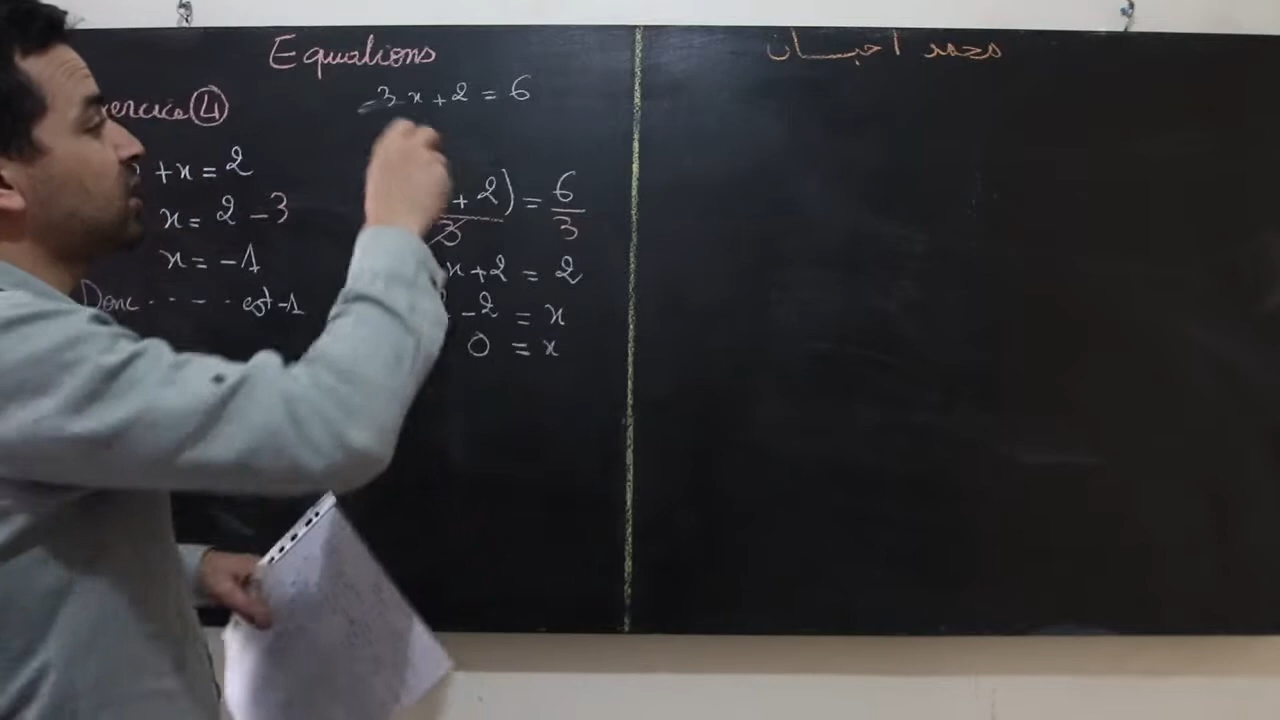 Equations
محمد احسان
④
+x = 2
x = 2 - 3
x = -1
Donc - - - - est -1
3x + 2 = 6
+ 2) = 6/3
3
x + 2 = 2
- 2 = x
0 = x